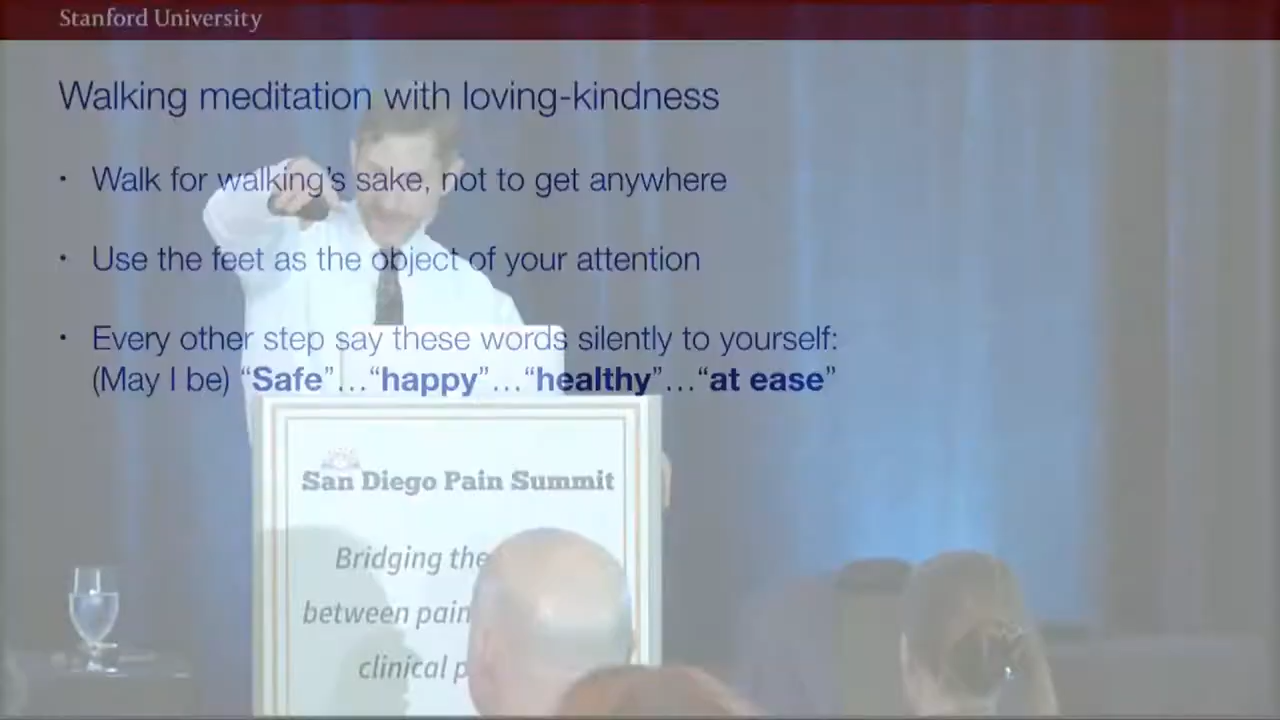 Stanford University
Walking meditation with loving-kindness
• Walk for walking's sake, not to get anywhere
• Use the feet as the object of your attention
• Every other step say these words silently to yourself:
(May I be) “Safe”…“happy”…“healthy”…“at ease”
San Diego Pain Summit
Bridging the
between pain
clinical p